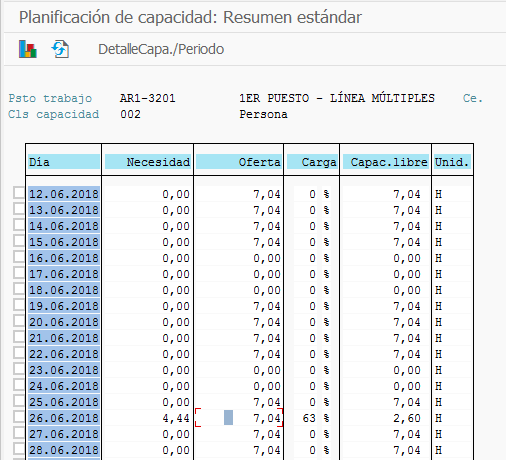 Planificación de capacidad: Resumen estándar
DetalleCapa./Periodo
Psto trabajo AR1-3201 1ER PUESTO - LÍNEA MÚLTIPLES Ce.
Cls capacidad 002 Persona
Día Necesidad Oferta Carga Capac.libre Unid.
12.06.2018 0,00 7,04 0 % 7,04 H
13.06.2018 0,00 7,04 0 % 7,04 H
14.06.2018 0,00 7,04 0 % 7,04 H
15.06.2018 0,00 7,04 0 % 7,04 H
16.06.2018 0,00 0,00 0 % 0,00 H
17.06.2018 0,00 0,00 0 % 0,00 H
18.06.2018 0,00 0,00 0 % 0,00 H
19.06.2018 0,00 7,04 0 % 7,04 H
20.06.2018 0,00 7,04 0 % 7,04 H
21.06.2018 0,00 7,04 0 % 7,04 H
22.06.2018 0,00 7,04 0 % 7,04 H
23.06.2018 0,00 0,00 0 % 0,00 H
24.06.2018 0,00 0,00 0 % 0,00 H
25.06.2018 0,00 7,04 0 % 7,04 H
26.06.2018 4,44 7,04 63 % 2,60 H
27.06.2018 0,00 7,04 0 % 7,04 H
28.06.2018 0,00 7,04 0 % 7,04 H